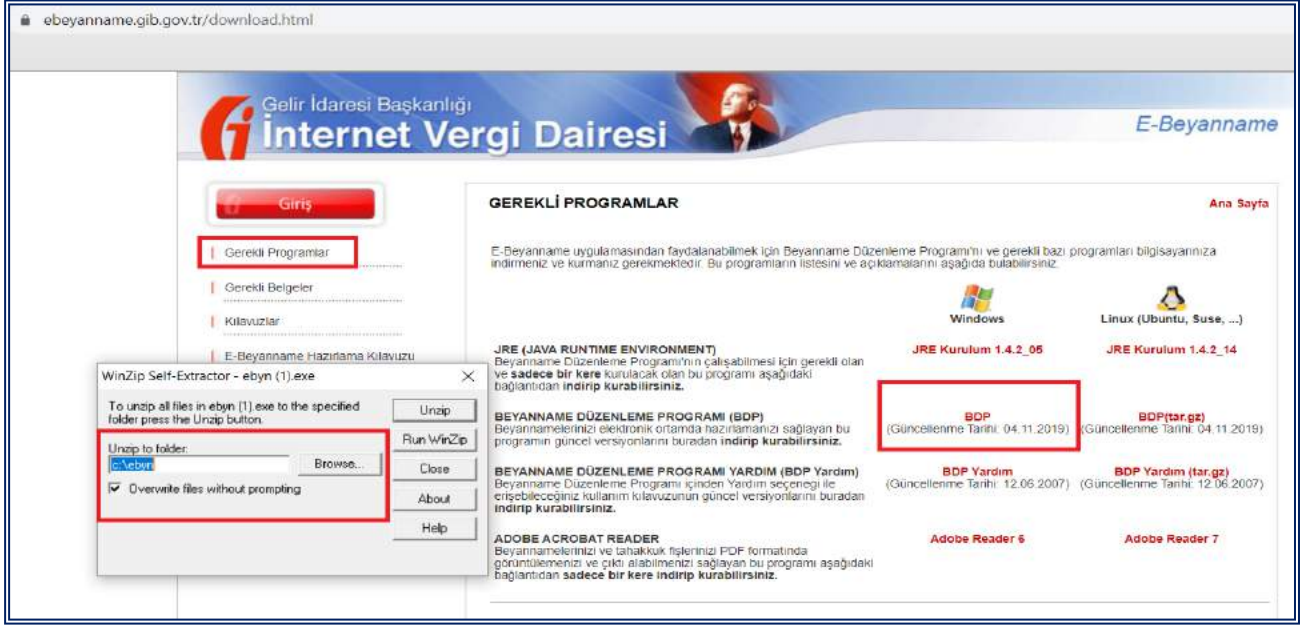 ebeyanname.gib.gov.tr/download.html
Gelir İdaresi Başkanlığı
İnternet Vergi Dairesi
E-Beyanname
Giriş
Gerekli Programlar
Gerekli Belgeler
Kılavuzlar
E-Beyanname Hazırlama Kılavuzu
GEREKLİ PROGRAMLAR
Ana Sayfa
E-Beyanname uygulamasından faydalanabilmek için Beyanname Düzenleme Programı'nı ve gerekli bazı programları bilgisayarınıza
indirmeniz ve kurmanız gerekmektedir. Bu programların listesini ve açıklamalarını aşağıda bulabilirsiniz.
Windows
Linux (Ubuntu, Suse, ...)
JRE (JAVA RUNTIME ENVIRONMENT)
Beyanname Düzenleme Programı'nın çalışabilmesi için gerekli olan
ve sadece bir kere kurulacak olan bu programı aşağıdaki
bağlantıdan indirip kurabilirsiniz.
JRE Kurulum 1.4.2_05
JRE Kurulum 1.4.2_14
BEYANNAME DÜZENLEME PROGRAMI (BDP)
Beyannamelerinizi elektronik ortamda hazırlamanızı sağlayan bu
programın güncel versiyonlarını buradan indirip kurabilirsiniz.
BDP
(Güncellenme Tarihi: 04.11.2019)
BDP(tar.gz)
(Güncellenme Tarihi: 04.11.2019)
BEYANNAME DÜZENLEME PROGRAMI YARDIM (BDP Yardım)
Beyanname Düzenleme Programı içinden Yardım seçeneği ile
erişebileceğiniz kullanım kılavuzunun güncel versiyonlarını buradan
indirip kurabilirsiniz.
BDP Yardım
(Güncellenme Tarihi: 12.06.2007)
BDP Yardım (tar.gz)
(Güncellenme Tarihi: 12.06.2007)
ADOBE ACROBAT READER
Beyannamelerinizi ve tahakkuk fişlerinizi PDF formatında
görüntülemenizi ve çıktı alabilmenizi sağlayan bu programı aşağıdaki
bağlantıdan sadece bir kere indirip kurabilirsiniz.
Adobe Reader 6
Adobe Reader 7
WinZip Self-Extractor - ebyn (1).exe
To unzip all files in ebyn (1).exe to the specified
folder press the Unzip button.
Unzip to folder:
c:\ebyn
Browse...
Overwrite files without prompting
Unzip
Run WinZip
Close
About
Help